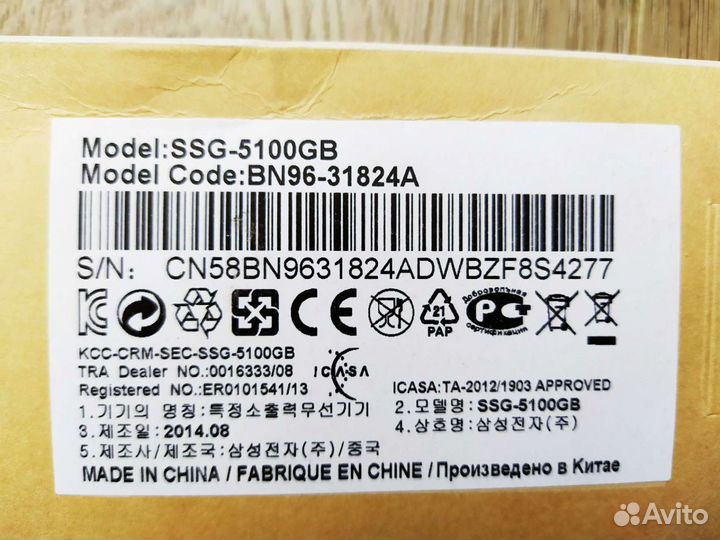 Model:SSG-5100GB
Model Code:BN96-31824A
S/N: CN58BN9631824ADWBZF8S4277
21
PAP
Добровольная
сертификация
KCC-CRM-SEC-SSG-5100GB
TRA Dealer NO.:0016333/08
ICASA
Registered NO.:ER0101541/13
ICASA:TA-2012/1903 APPROVED
1.기기의 명칭:특정소출력무선기기
2.모델명: SSG-5100GB
3.제조일: 2014.08
4.상호명:삼성전자(주)
5.제조사/제조국:삼성전자(주)/중국
MADE IN CHINA / FABRIQUE EN CHINE / Произведено в Китае
Avito